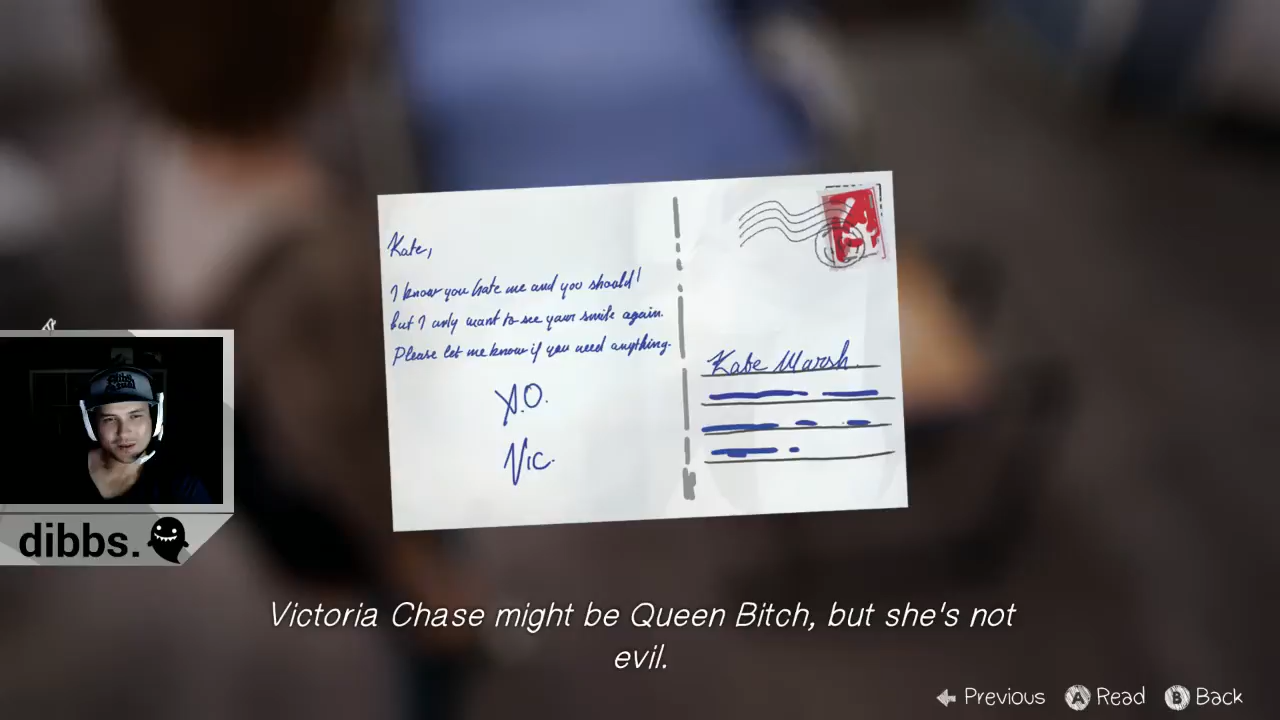 Kate,
I know you hate me and you should!
but I only want to see your smile again.
Please let me know if you need anything.
X.O.
Vic.
Kate Marsh
dibbs.
Victoria Chase might be Queen Bitch, but she's not
evil.
Previous A Read B Back